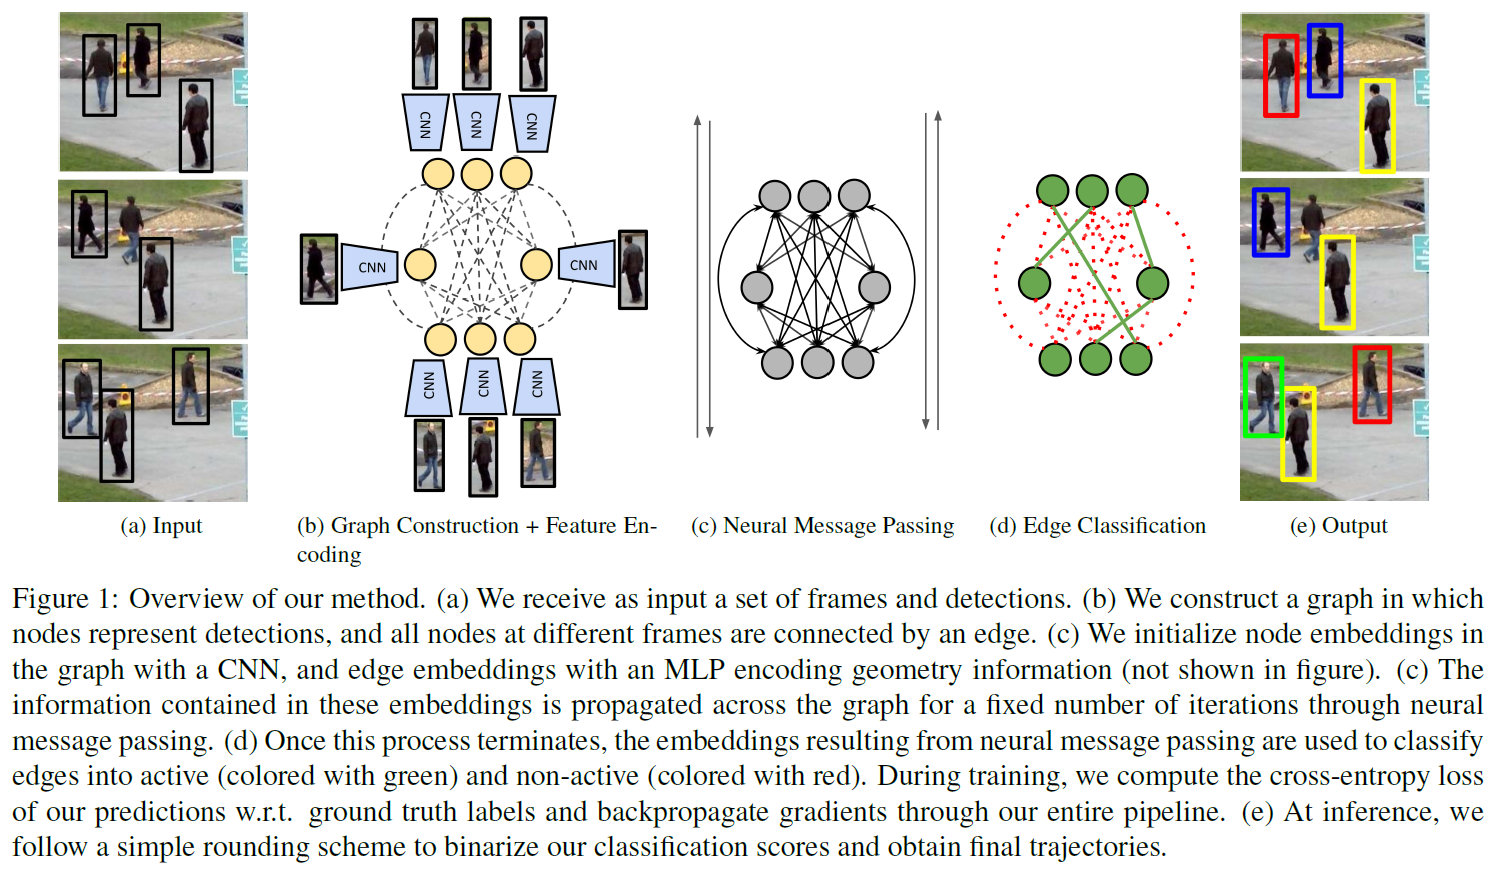 CNN
CNN
CNN
CNN
CNN
CNN
CNN
CNN
(a) Input
(b) Graph Construction + Feature En-
coding
(c) Neural Message Passing
(d) Edge Classification
(e) Output
Figure 1: Overview of our method. (a) We receive as input a set of frames and detections. (b) We construct a graph in which
nodes represent detections, and all nodes at different frames are connected by an edge. (c) We initialize node embeddings in
the graph with a CNN, and edge embeddings with an MLP encoding geometry information (not shown in figure). (c) The
information contained in these embeddings is propagated across the graph for a fixed number of iterations through neural
message passing. (d) Once this process terminates, the embeddings resulting from neural message passing are used to classify
edges into active (colored with green) and non-active (colored with red). During training, we compute the cross-entropy loss
of our predictions w.r.t. ground truth labels and backpropagate gradients through our entire pipeline. (e) At inference, we
follow a simple rounding scheme to binarize our classification scores and obtain final trajectories.